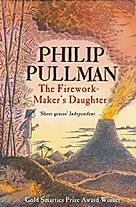 PHILIP
PULLMAN
The Firework-
Maker's Daughter
'Sheer genius' Independent
Gold Smarties Prize Award Winner